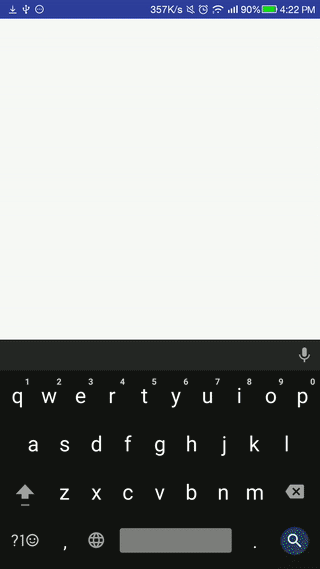 357K/s 90% 4:22 PM
1 2 3 4 5 6 7 8 9 0
q w e r t y u i o p
a s d f g h j k l
z x c v b n m
?1☺ , .